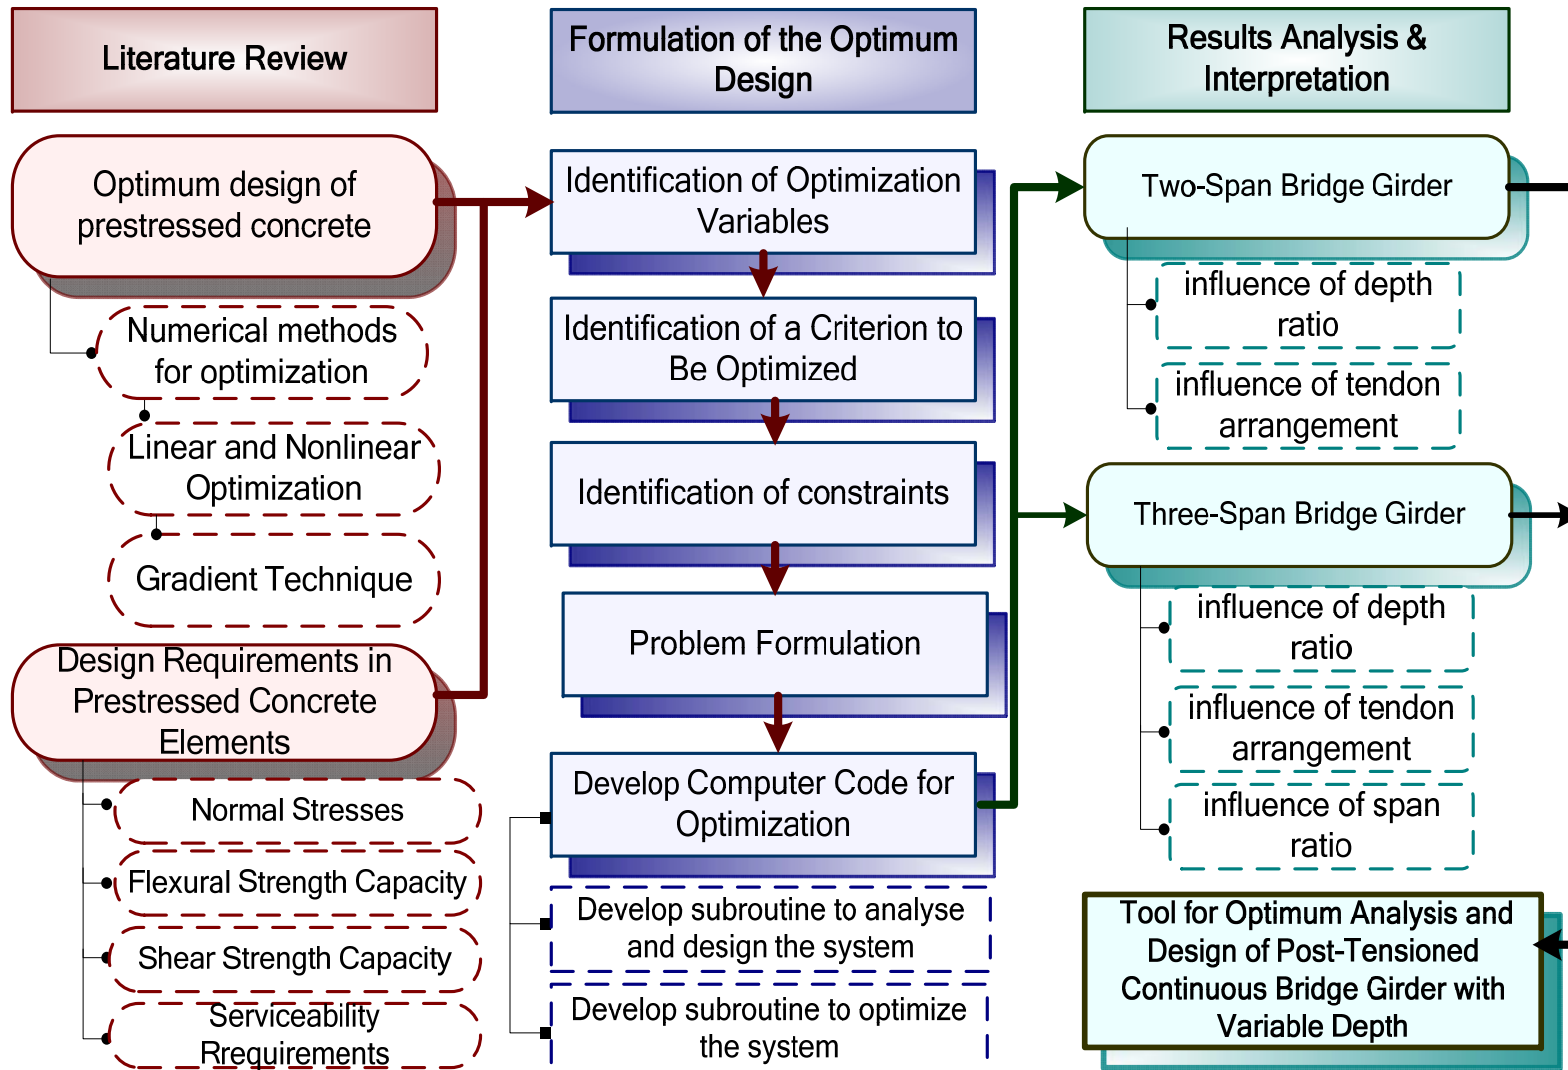 Literature Review
Optimum design of
prestressed concrete
Numerical methods
for optimization
Linear and Nonlinear
Optimization
Gradient Technique
Design Requirements in
Prestressed Concrete
Elements
Normal Stresses
Flexural Strength Capacity
Shear Strength Capacity
Serviceability
Rrequirements
Formulation of the Optimum
Design
Identification of Optimization
Variables
Identification of a Criterion to
Be Optimized
Identification of constraints
Problem Formulation
Develop Computer Code for
Optimization
Develop subroutine to analyse
and design the system
Develop subroutine to optimize
the system
Results Analysis &
Interpretation
Two-Span Bridge Girder
influence of depth
ratio
influence of tendon
arrangement
Three-Span Bridge Girder
influence of depth
ratio
influence of tendon
arrangement
influence of span
ratio
Tool for Optimum Analysis and
Design of Post-Tensioned
Continuous Bridge Girder with
Variable Depth